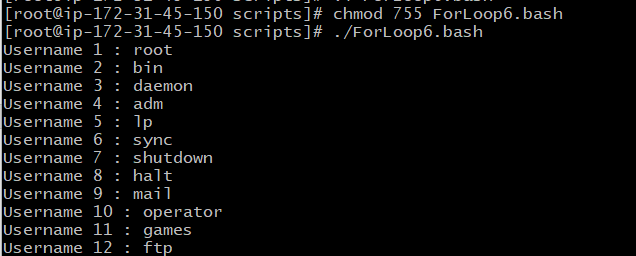 [root@ip-172-31-45-150 scripts]# chmod 755 ForLoop6.bash
[root@ip-172-31-45-150 scripts]# ./ForLoop6.bash
Username 1 : root
Username 2 : bin
Username 3 : daemon
Username 4 : adm
Username 5 : lp
Username 6 : sync
Username 7 : shutdown
Username 8 : halt
Username 9 : mail
Username 10 : operator
Username 11 : games
Username 12 : ftp